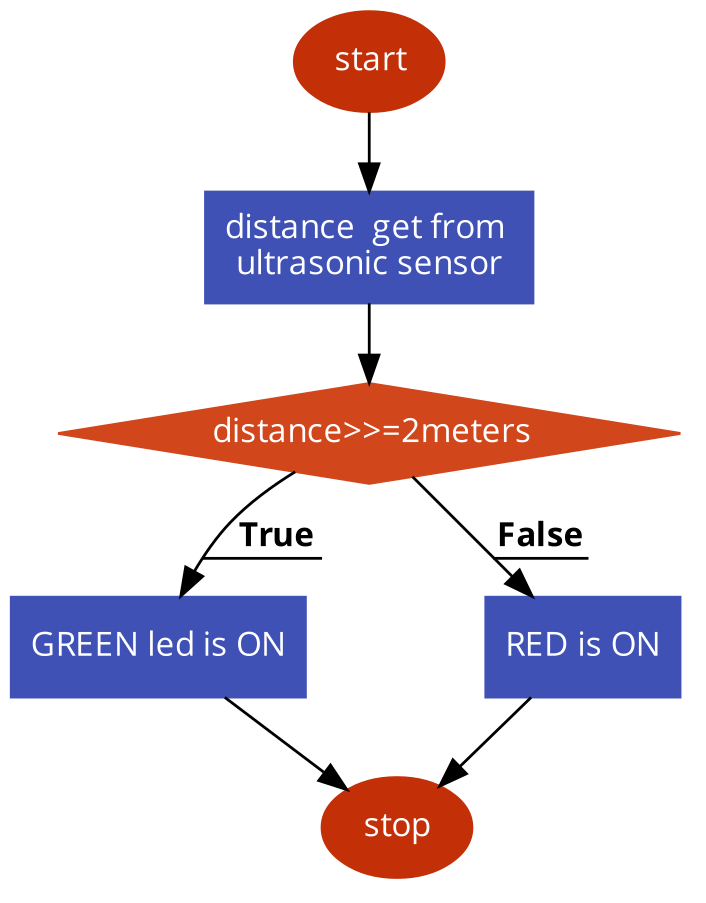 start
distance  get from
ultrasonic sensor
distance>>=2meters
True
False
GREEN led is ON
RED is ON
stop